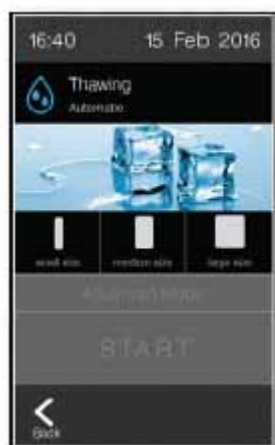 16:40 15 Feb 2016
Thawing
Automatic
small size medium size large size
Advanced Mode
START
Back